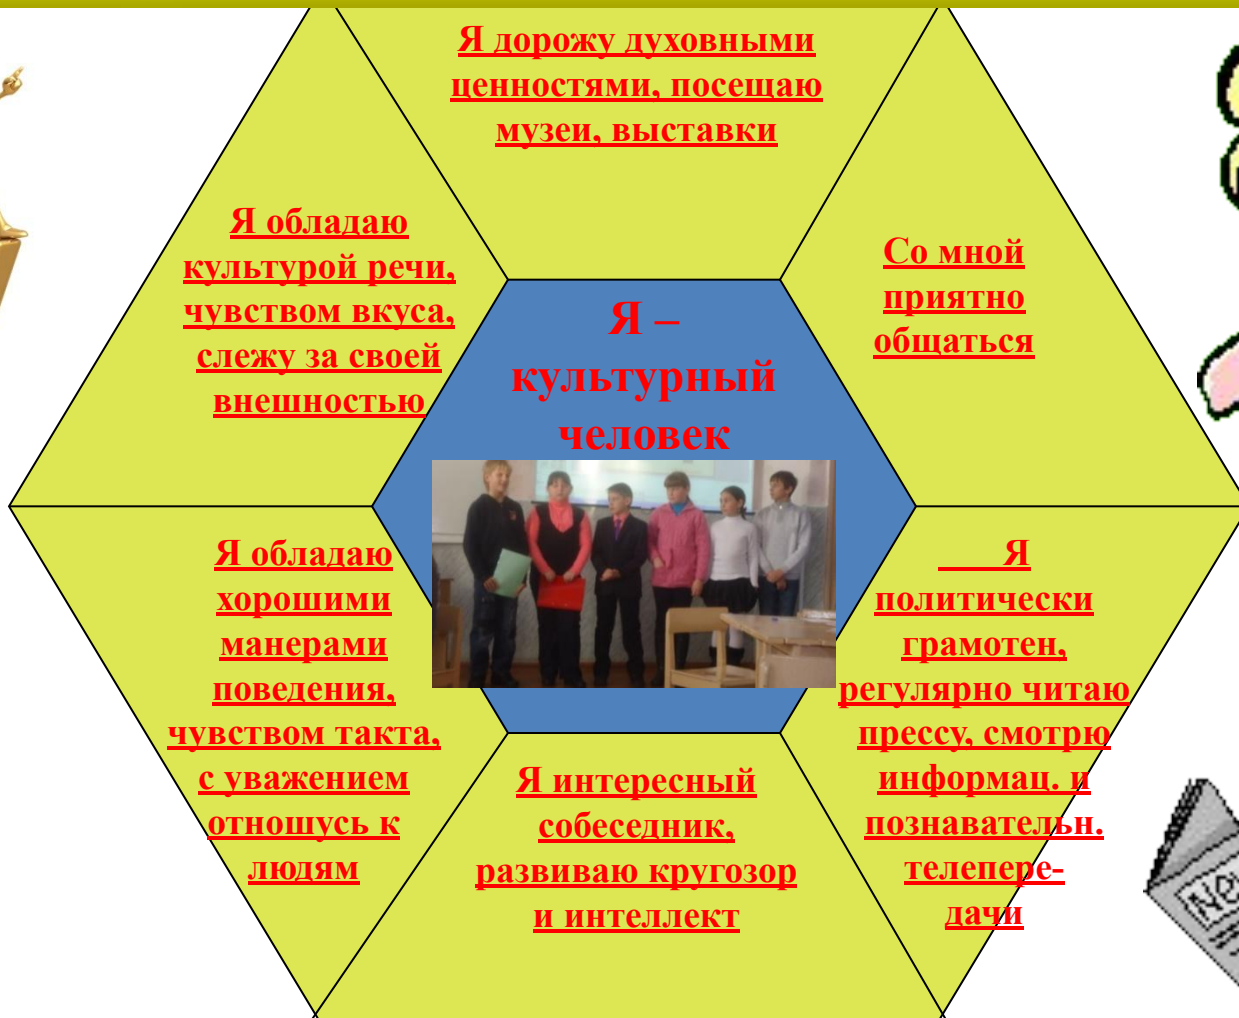 Я дорожу духовными
ценностями, посещаю
музеи, выставки
Я обладаю
культурой речи,
чувством вкуса,
слежу за своей
внешностью
Со мной
приятно
общаться
Я –
культурный
человек
Я обладаю
хорошими
манерами
поведения,
чувством такта,
с уважением
отношусь к
людям
Я интересный
собеседник,
развиваю кругозор
и интеллект
Я
политически
грамотен,
регулярно читаю
прессу, смотрю
информац. и
познавательн.
телепере-
дачи